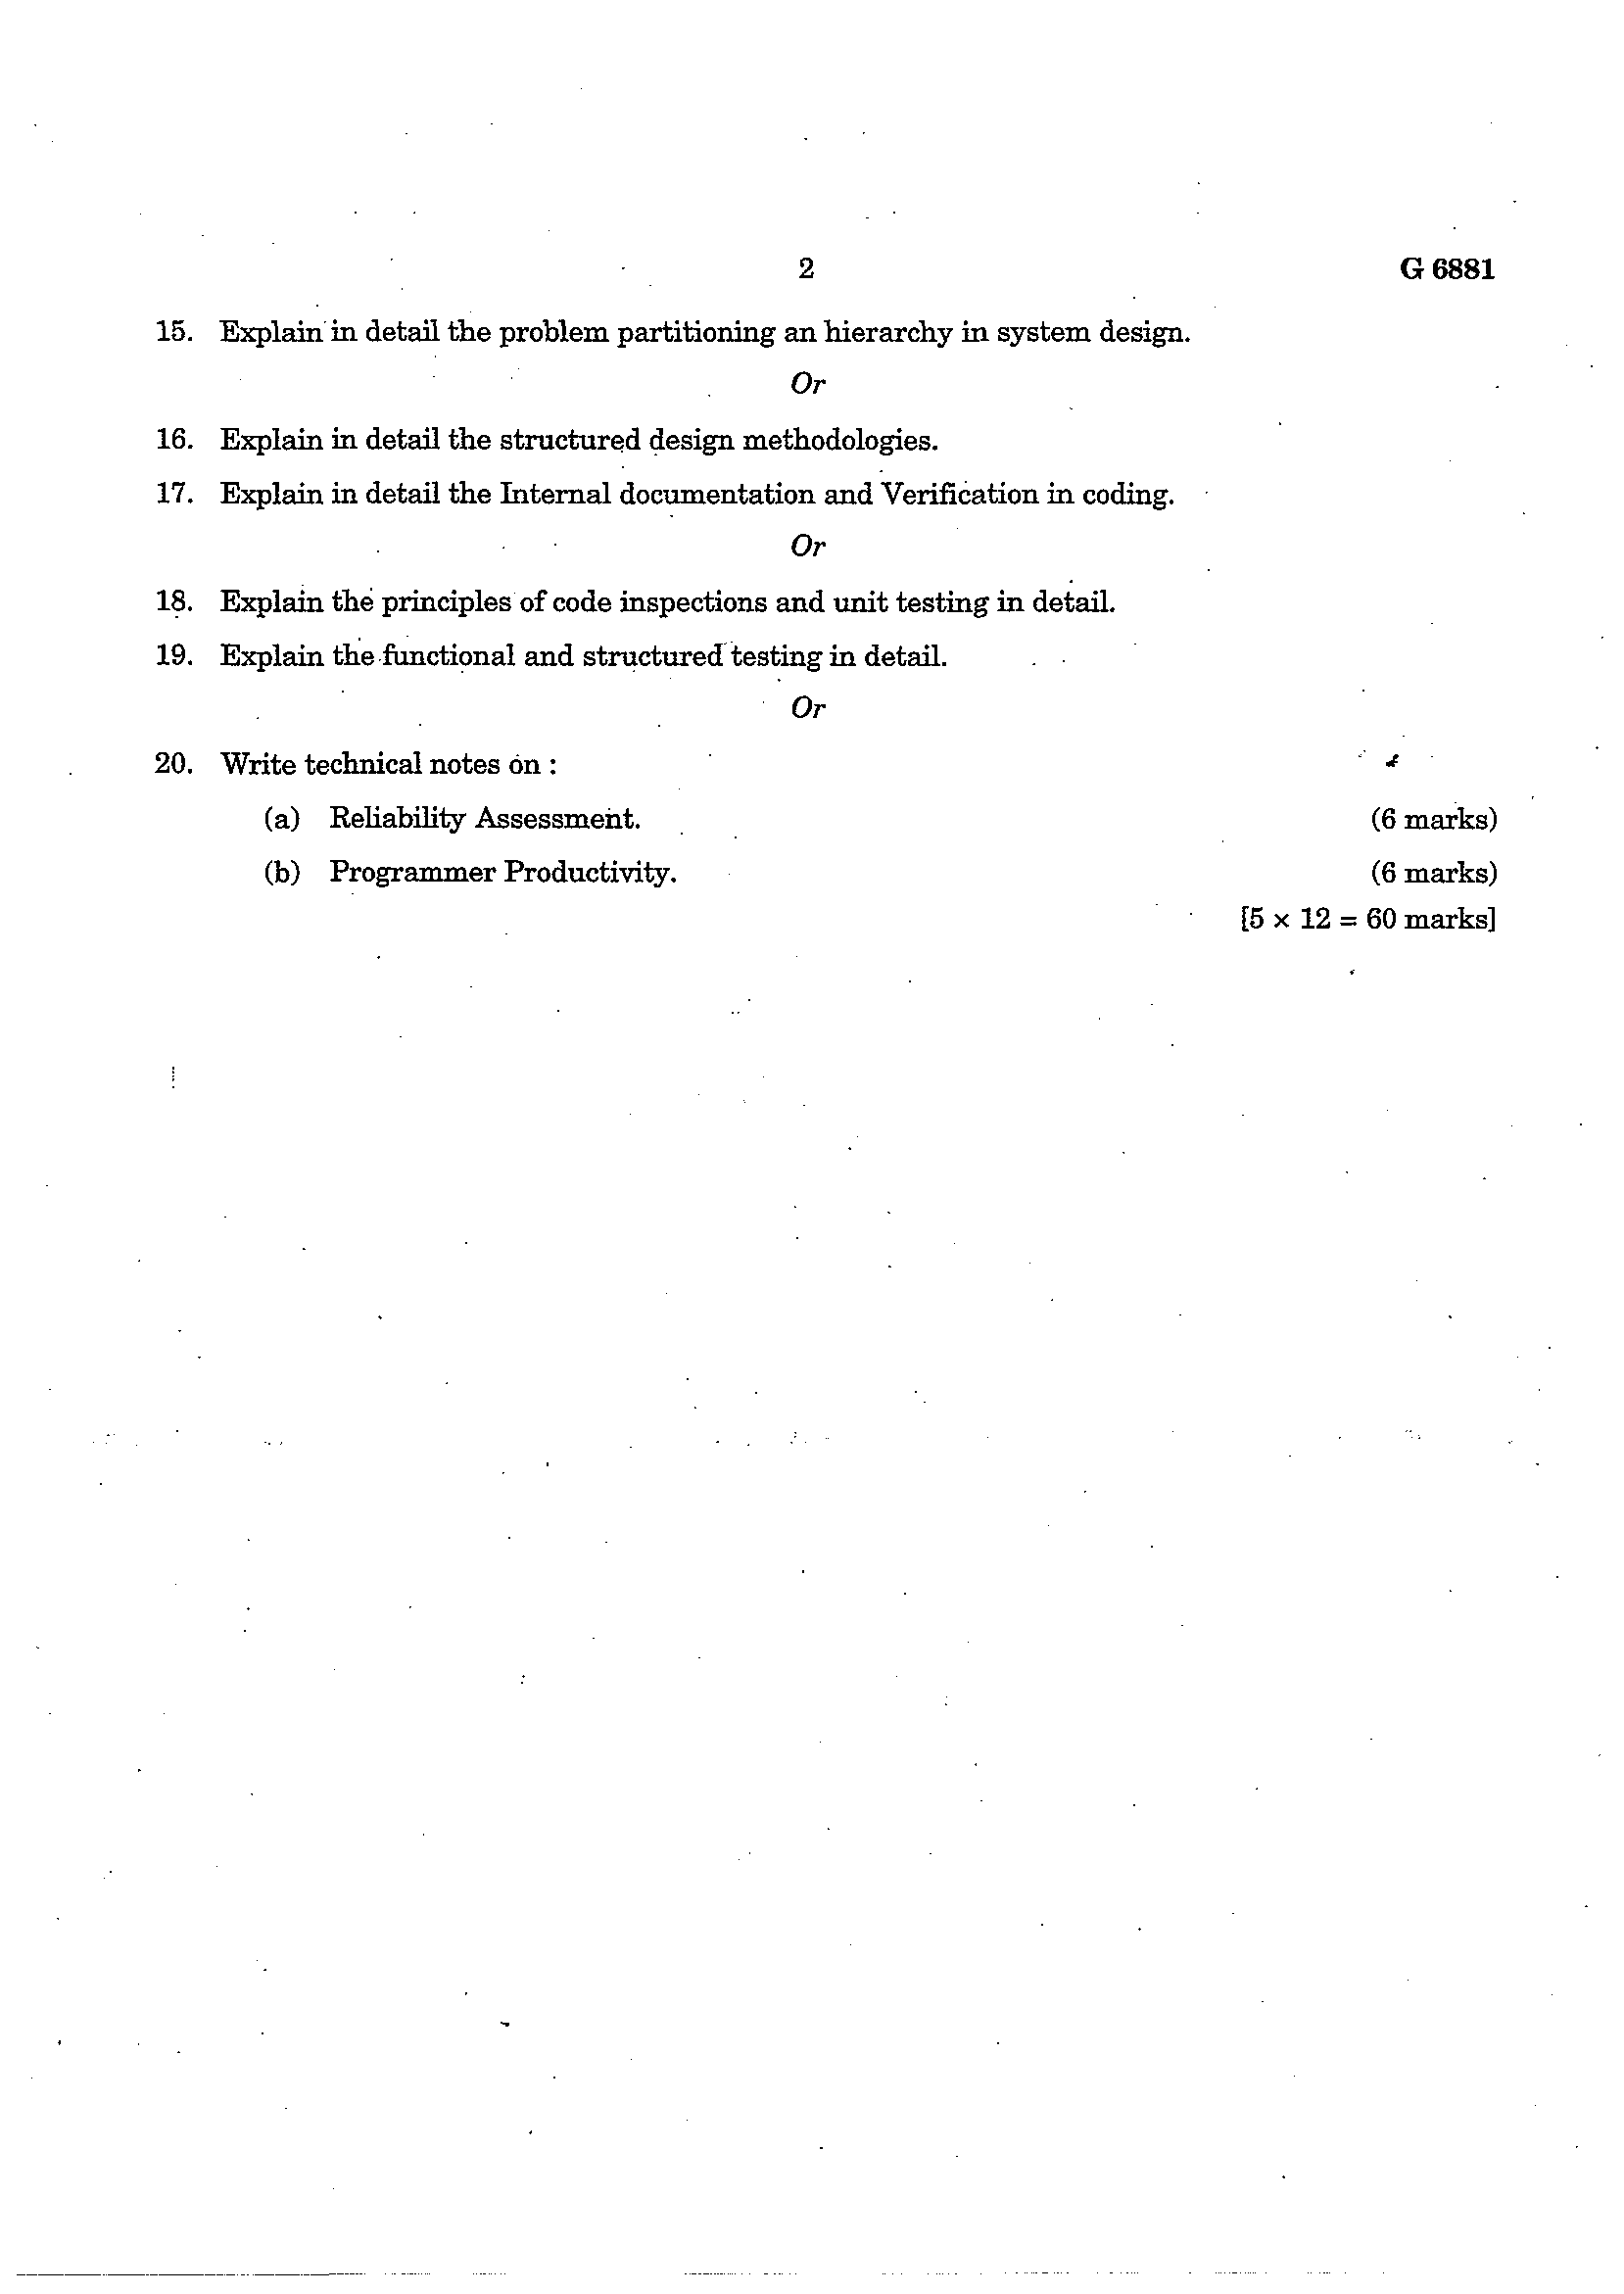 2 G 6881
15. Explain in detail the problem partitioning an hierarchy in system design.
Or
16. Explain in detail the structured design methodologies.
17. Explain in detail the Internal documentation and Verification in coding.
Or
18. Explain the principles of code inspections and unit testing in detail.
19. Explain the functional and structured testing in detail.
Or
20. Write technical notes on :
(a) Reliability Assessment. (6 marks)
(b) Programmer Productivity. (6 marks)
[5 × 12 = 60 marks]